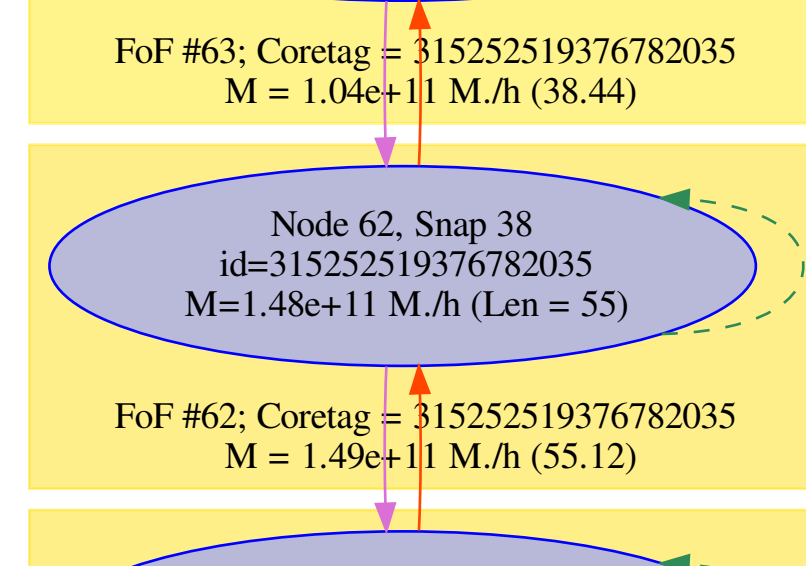 FoF #63; Coretag = 315252519376782035
M = 1.04e+11 M./h (38.44)
Node 62, Snap 38
id=315252519376782035
M=1.48e+11 M./h (Len = 55)
FoF #62; Coretag = 315252519376782035
M = 1.49e+11 M./h (55.12)